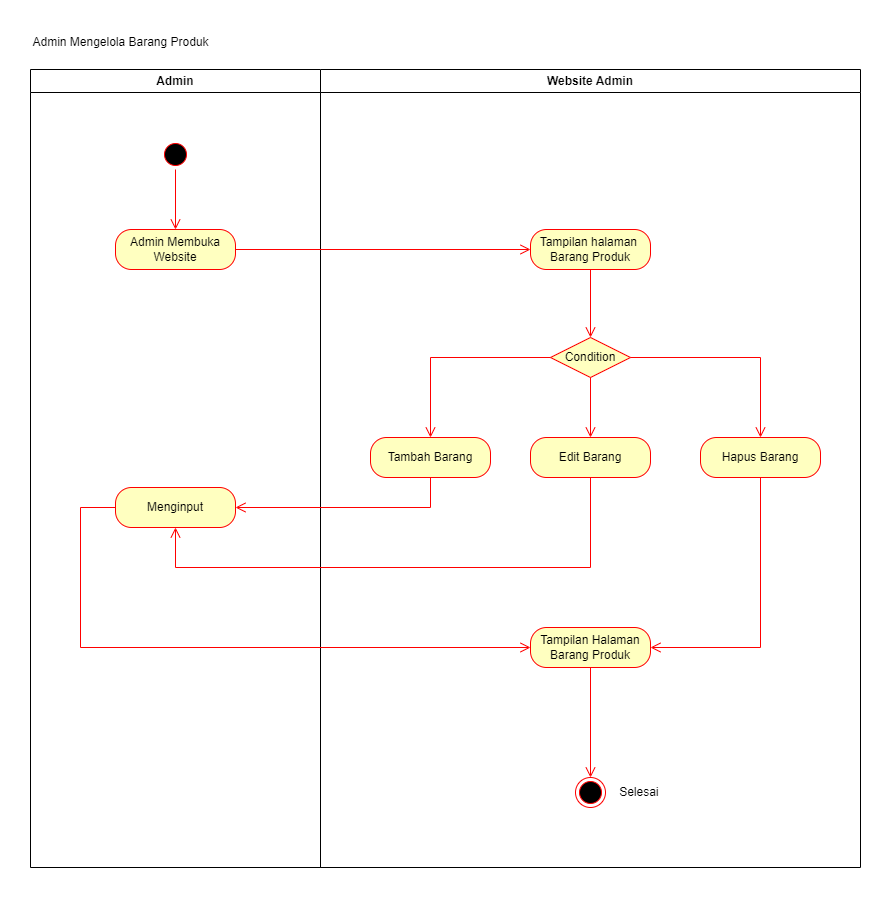 Admin Mengelola Barang Produk
Admin
Website Admin
Admin Membuka
Website
Tampilan halaman
Barang Produk
Condition
Tambah Barang
Edit Barang
Hapus Barang
Menginput
Tampilan Halaman
Barang Produk
Selesai